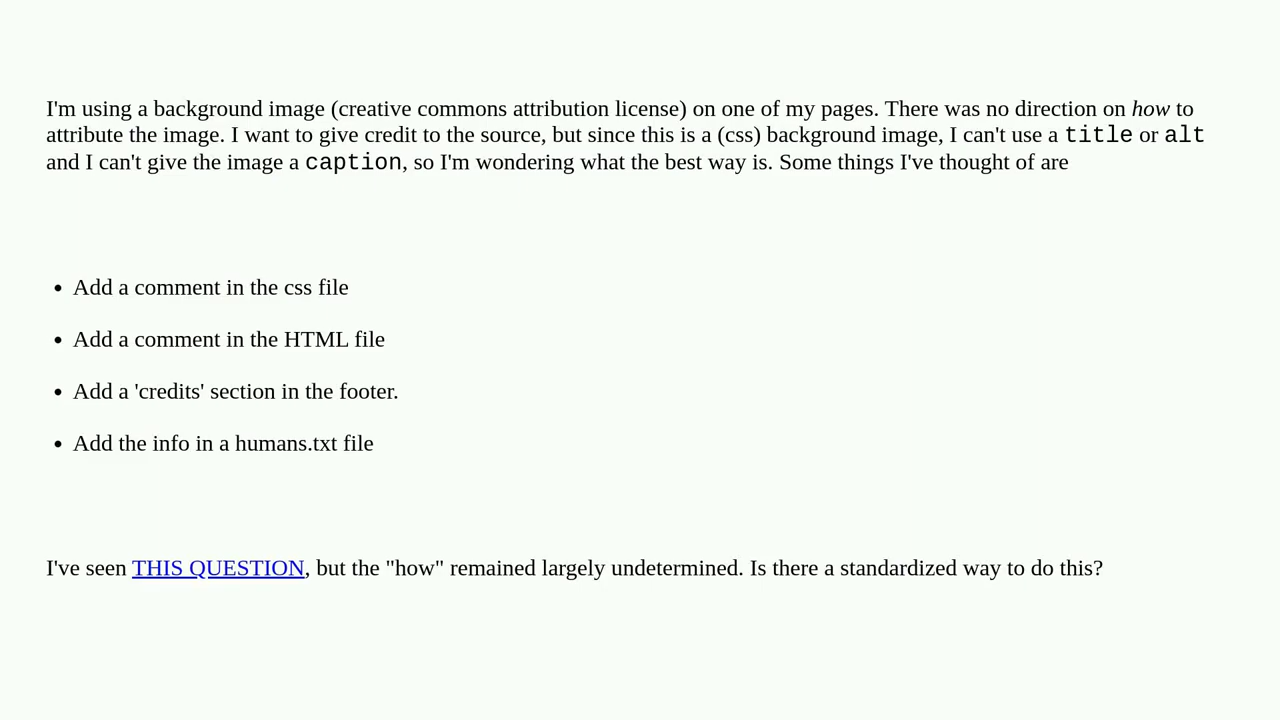 I'm using a background image (creative commons attribution license) on one of my pages. There was no direction on how to
attribute the image. I want to give credit to the source, but since this is a (css) background image, I can't use a title or alt
and I can't give the image a caption, so I'm wondering what the best way is. Some things I've thought of are
• Add a comment in the css file
• Add a comment in the HTML file
• Add a 'credits' section in the footer.
• Add the info in a humans.txt file
I've seen THIS QUESTION, but the "how" remained largely undetermined. Is there a standardized way to do this?